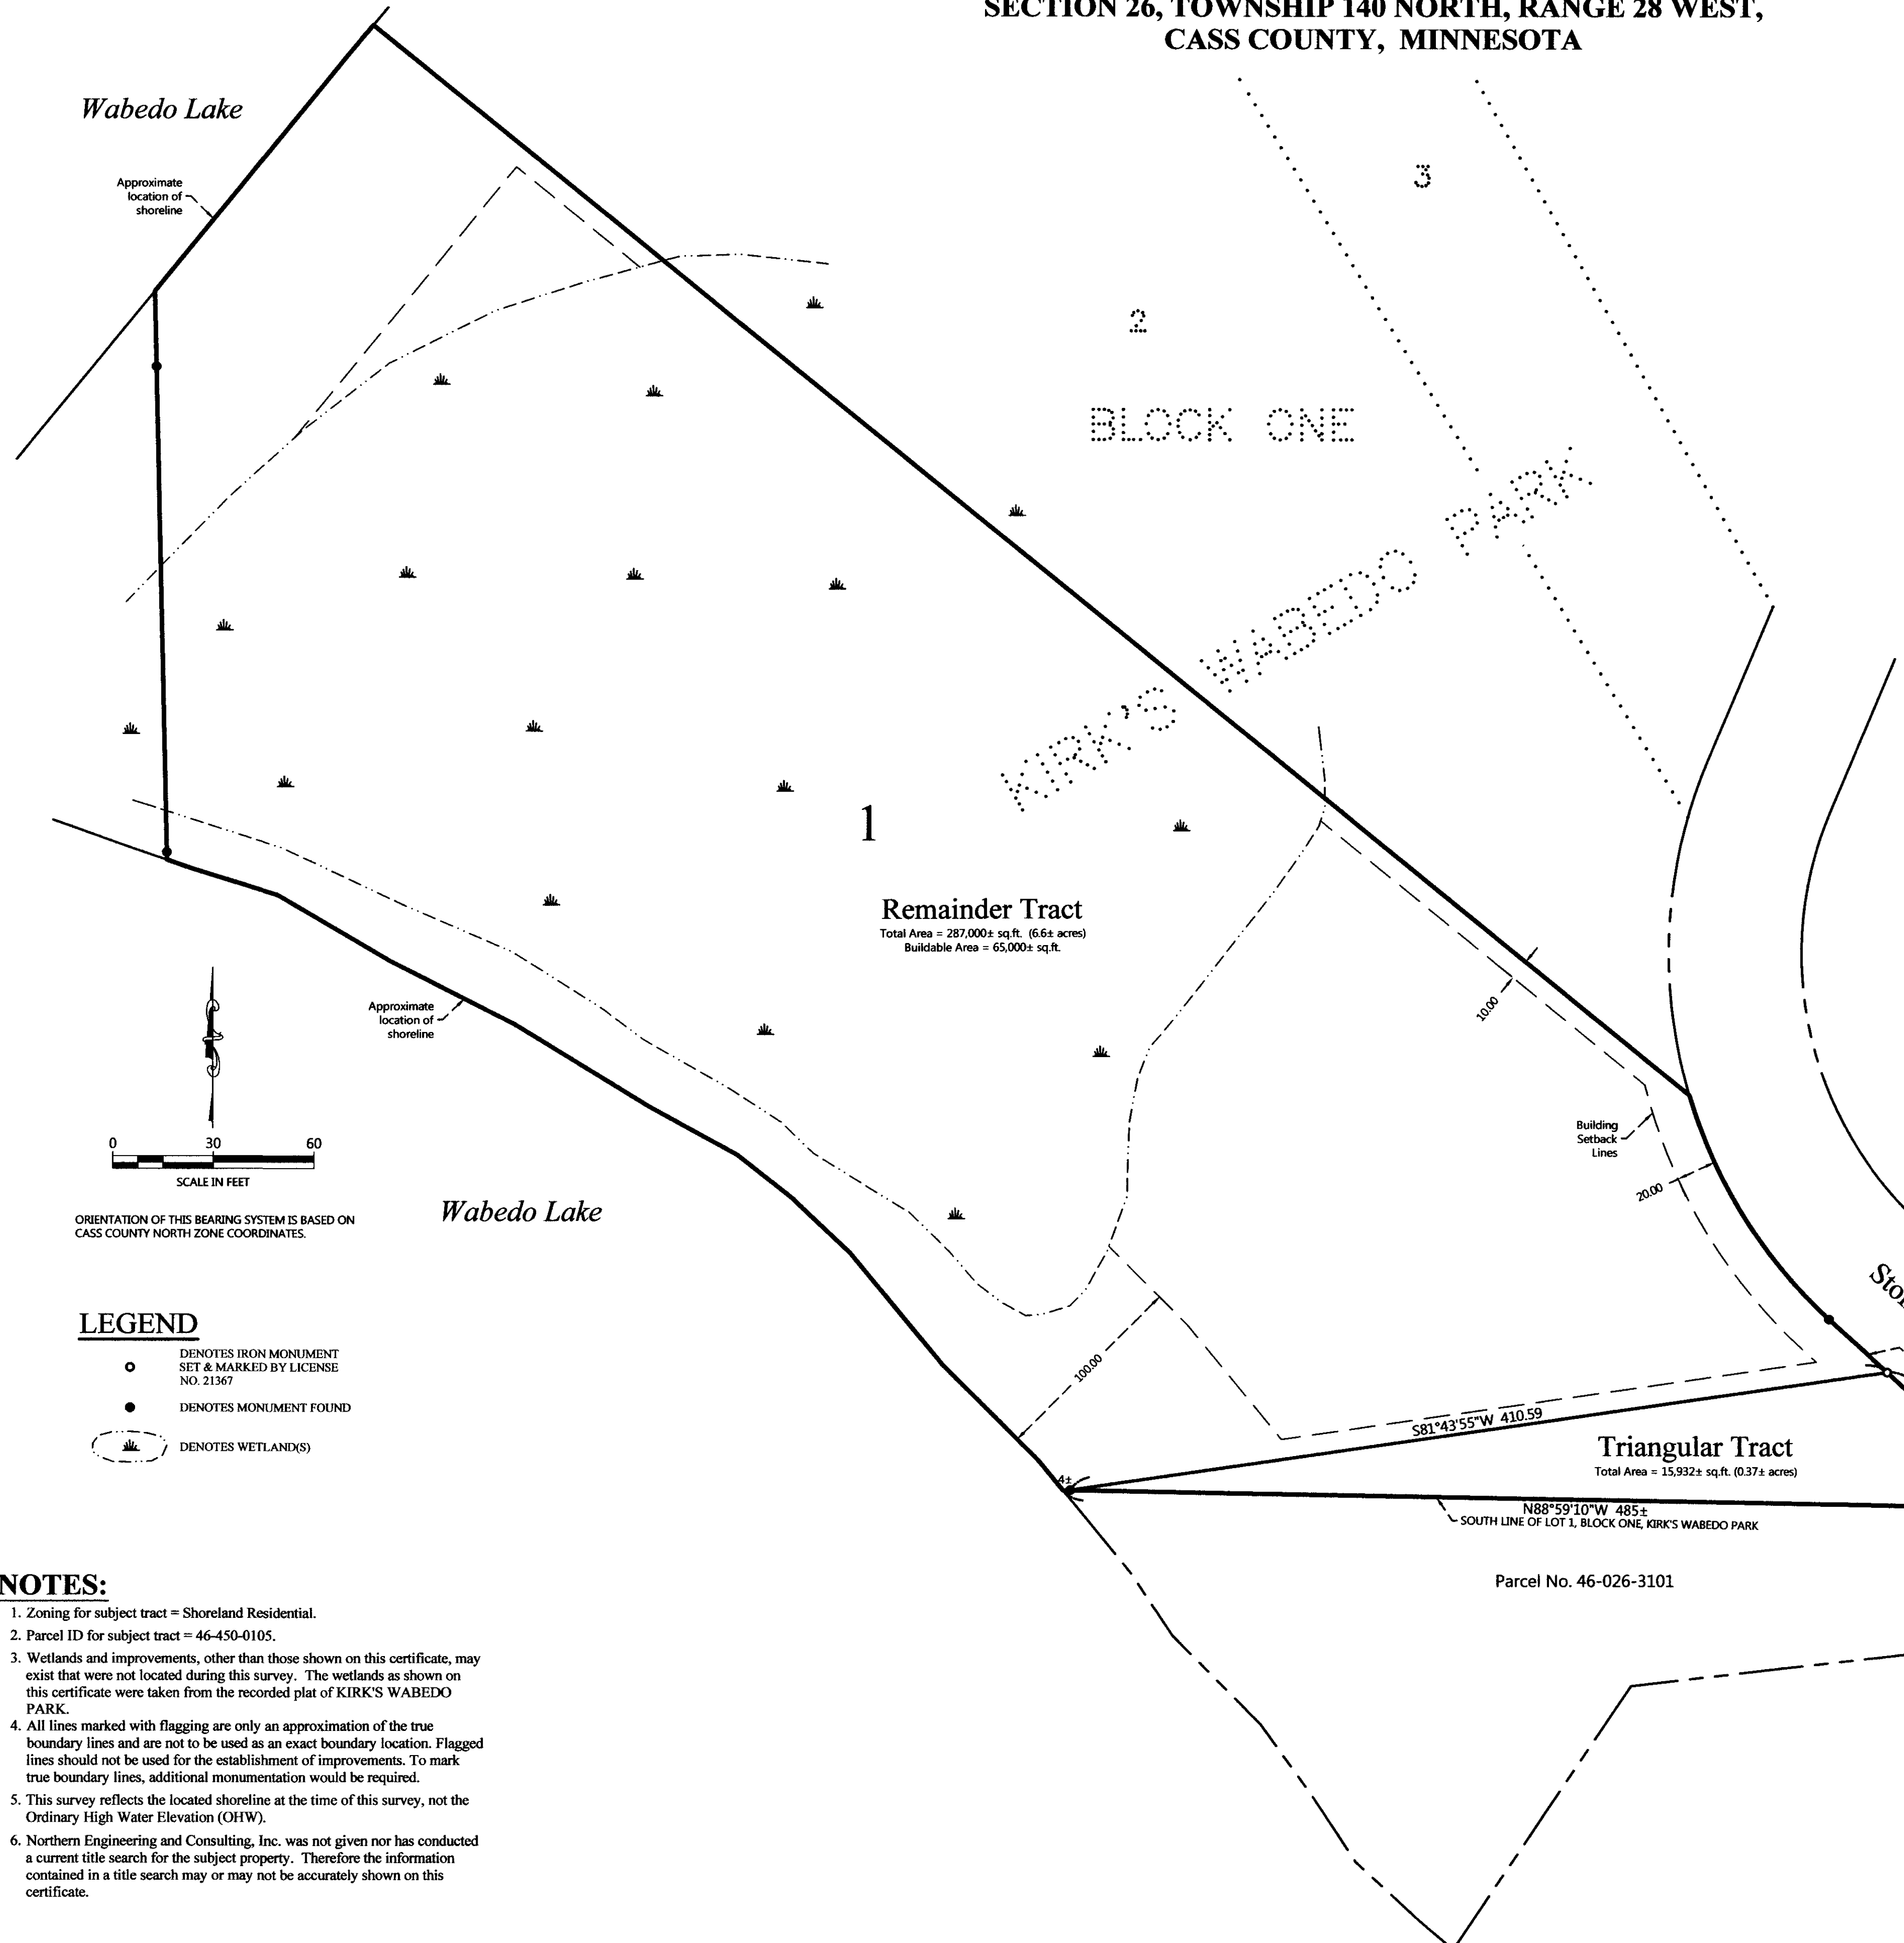 SECTION 26, TOWNSHIP 140 NORTH, RANGE 28 WEST,
CASS COUNTY, MINNESOTA
Wabedo Lake
Approximate
location of
shoreline
3
2
BLOCK ONE
KIRK'S WABEDO PARK
1
Remainder Tract
Total Area = 287,000± sq.ft. (6.6± acres)
Buildable Area = 65,000± sq.ft.
10.00
Approximate
location of
shoreline
Building
Setback
Lines
20.00
0 30 60
SCALE IN FEET
ORIENTATION OF THIS BEARING SYSTEM IS BASED ON
CASS COUNTY NORTH ZONE COORDINATES.
Wabedo Lake
LEGEND
DENOTES IRON MONUMENT
SET & MARKED BY LICENSE
NO. 21367
DENOTES MONUMENT FOUND
DENOTES WETLAND(S)
100.00
S81°43'55"W 410.59
4±
Triangular Tract
Total Area = 15,932± sq.ft. (0.37± acres)
N88°59'10"W 485±
SOUTH LINE OF LOT 1, BLOCK ONE, KIRK'S WABEDO PARK
Parcel No. 46-026-3101
NOTES:
1. Zoning for subject tract = Shoreland Residential.
2. Parcel ID for subject tract = 46-450-0105.
3. Wetlands and improvements, other than those shown on this certificate, may
exist that were not located during this survey. The wetlands as shown on
this certificate were taken from the recorded plat of KIRK'S WABEDO
PARK.
4. All lines marked with flagging are only an approximation of the true
boundary lines and are not to be used as an exact boundary location. Flagged
lines should not be used for the establishment of improvements. To mark
true boundary lines, additional monumentation would be required.
5. This survey reflects the located shoreline at the time of this survey, not the
Ordinary High Water Elevation (OHW).
6. Northern Engineering and Consulting, Inc. was not given nor has conducted
a current title search for the subject property. Therefore the information
contained in a title search may or may not be accurately shown on this
certificate.